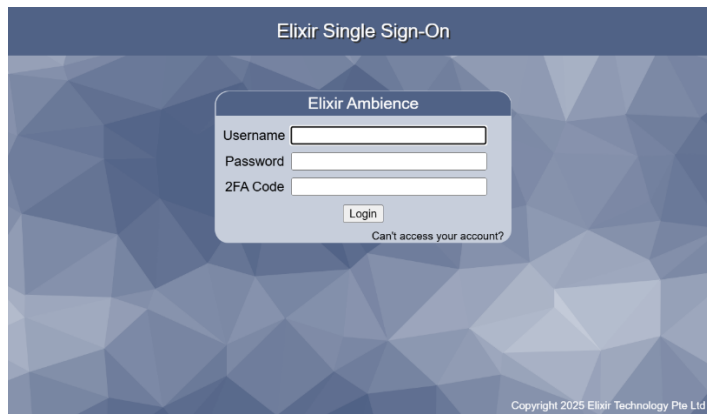 Elixir Single Sign-On
Elixir Ambience
Username
Password
2FA Code
Login
Can't access your account?
Copyright 2025 Elixir Technology Pte Ltd